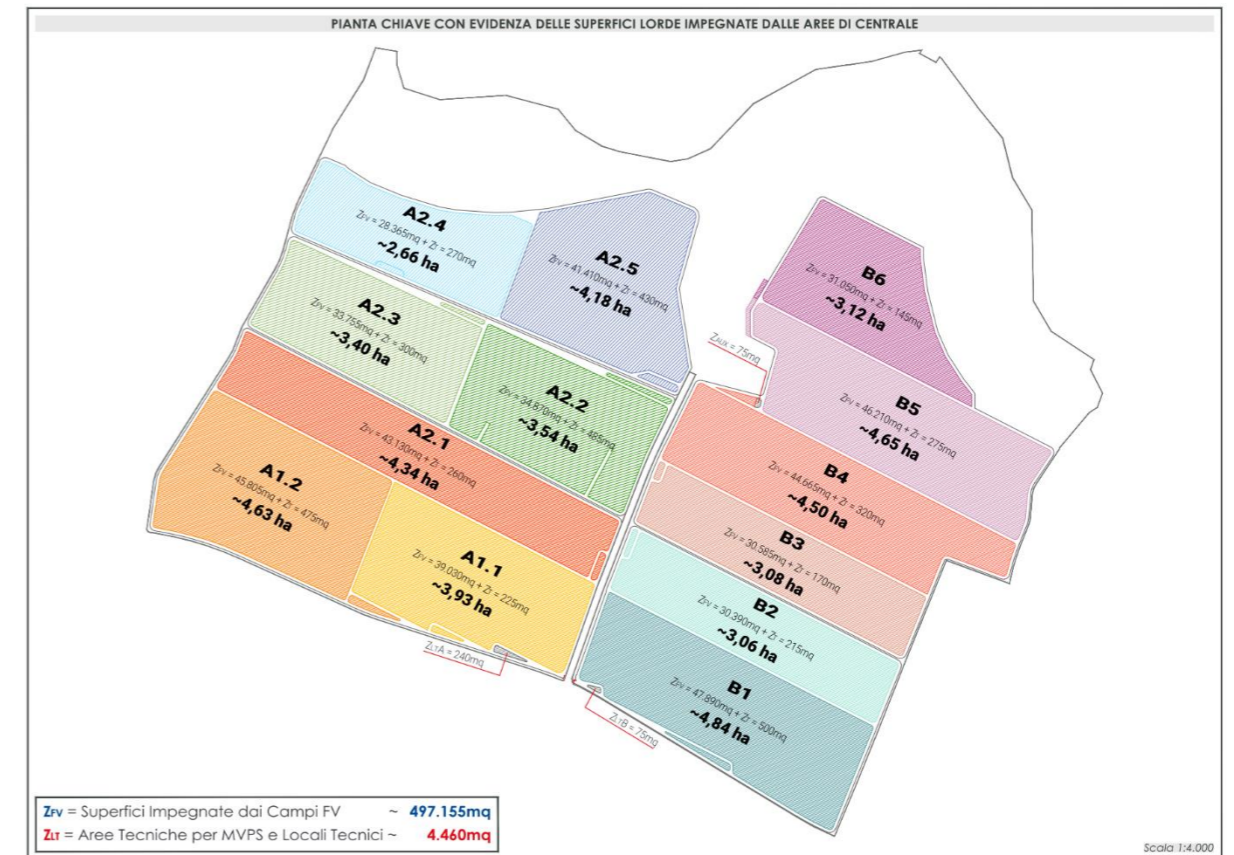 PIANTA CHIAVE CON EVIDENZA DELLE SUPERFICI LORDE IMPEGNATE DALLE AREE DI CENTRALE
A2.4
ZFV = 28.365mq + ZT = 270mq
~2,66 ha
A2.5
ZFV = 41.410mq + ZT = 430mq
~4,18 ha
B6
ZFV = 31.050mq + ZT = 145mq
~3,12 ha
A2.3
ZFV = 33.755mq + ZT = 300mq
~3,40 ha
ZAUX = 75mq
A2.2
ZFV = 34.870mq + ZT = 485mq
~3,54 ha
B5
ZFV = 46.210mq + ZT = 275mq
~4,65 ha
A2.1
ZFV = 43.130mq + ZT = 260mq
~4,34 ha
B4
ZFV = 44.665mq + ZT = 320mq
~4,50 ha
A1.2
ZFV = 45.805mq + ZT = 475mq
~4,63 ha
B3
ZFV = 30.585mq + ZT = 170mq
~3,08 ha
A1.1
ZFV = 39.030mq + ZT = 225mq
~3,93 ha
B2
ZFV = 30.390mq + ZT = 215mq
~3,06 ha
ZLTA = 240mq
B1
ZFV = 47.890mq + ZT = 500mq
~4,84 ha
ZLTB = 75mq
ZFV = Superfici Impegnate dai Campi FV ~ 497.155mq
ZLT = Aree Tecniche per MVPS e Locali Tecnici ~ 4.460mq
Scala 1:4.000